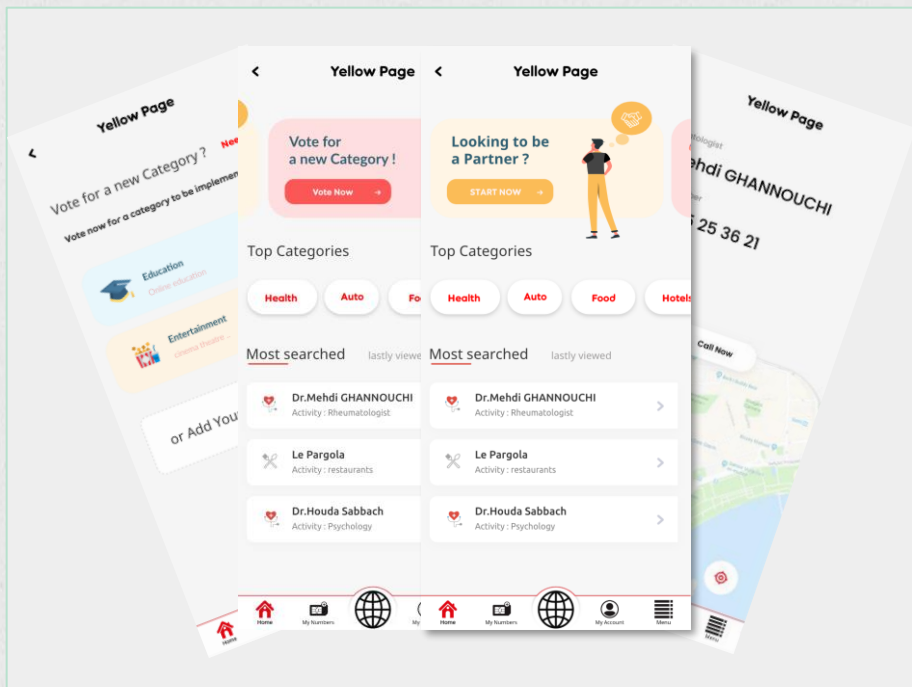 Yellow Page
Vote for a new Category ?
Vote now for a category to be
Education
Online education
Entertainment
cinema theatre ..
or Add
Home
Yellow Page
Vote for
a new Category !
Vote Now
Top Categories
Health
Auto
Most searched
lastly
Dr.Mehdi GHANNOUCHI
Activity : Rheumatologist
Le Pargola
Activity : restaurants
Dr.Houda Sabbach
Activity : Psychology
Home
My Numbers
Yellow Page
Looking to be
a Partner ?
START NOW
Top Categories
Health
Auto
Food
Hotels
Most searched
lastly viewed
Dr.Mehdi GHANNOUCHI
Activity : Rheumatologist
Le Pargola
Activity : restaurants
Dr.Houda Sabbach
Activity : Psychology
Home
My Numbers
My Account
Menu
Yellow Page
GHANNOUCHI
25 36 21
Call Now
Menu